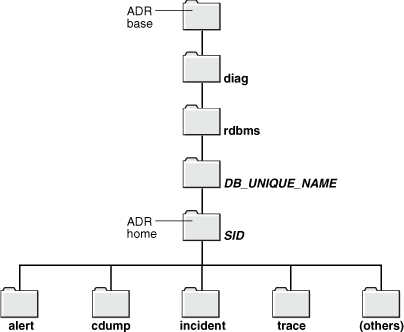 ADR
base
diag
rdbms
DB_UNIQUE_NAME
ADR
home
SID
alert
cdump
incident
trace
(others)